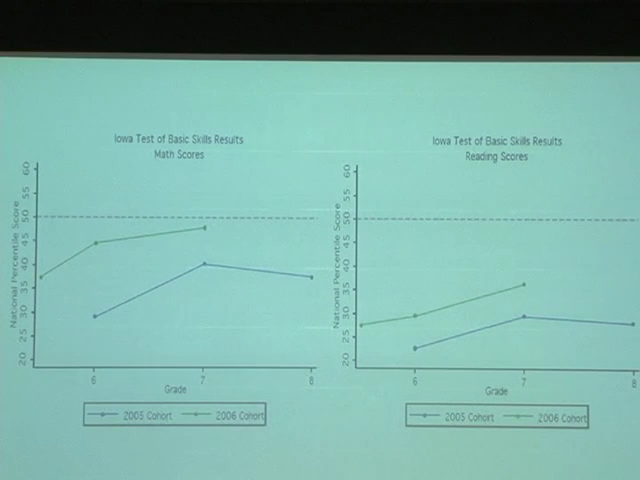 Iowa Test of Basic Skills Results
Math Scores
National Percentile Score
60
55
50
45
40
35
30
25
20
6
7
8
Grade
2005 Cohort
2006 Cohort
Iowa Test of Basic Skills Results
Reading Scores
National Percentile Score
60
55
50
45
40
35
30
25
20
6
7
8
Grade
2005 Cohort
2006 Cohort